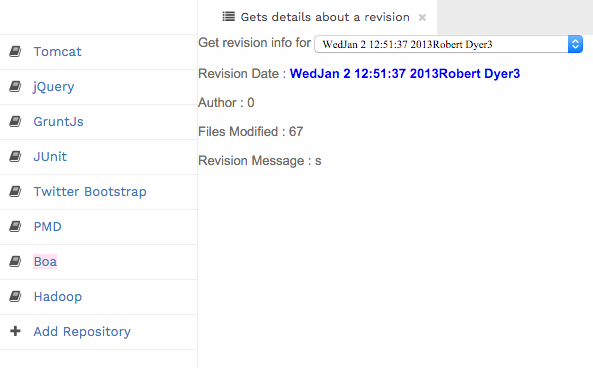 Gets details about a revision
Tomcat
jQuery
GruntJs
JUnit
Twitter Bootstrap
PMD
Boa
Hadoop
Add Repository
Get revision info for WedJan 2 12:51:37 2013Robert Dyer3
Revision Date : WedJan 2 12:51:37 2013Robert Dyer3
Author : 0
Files Modified : 67
Revision Message : s